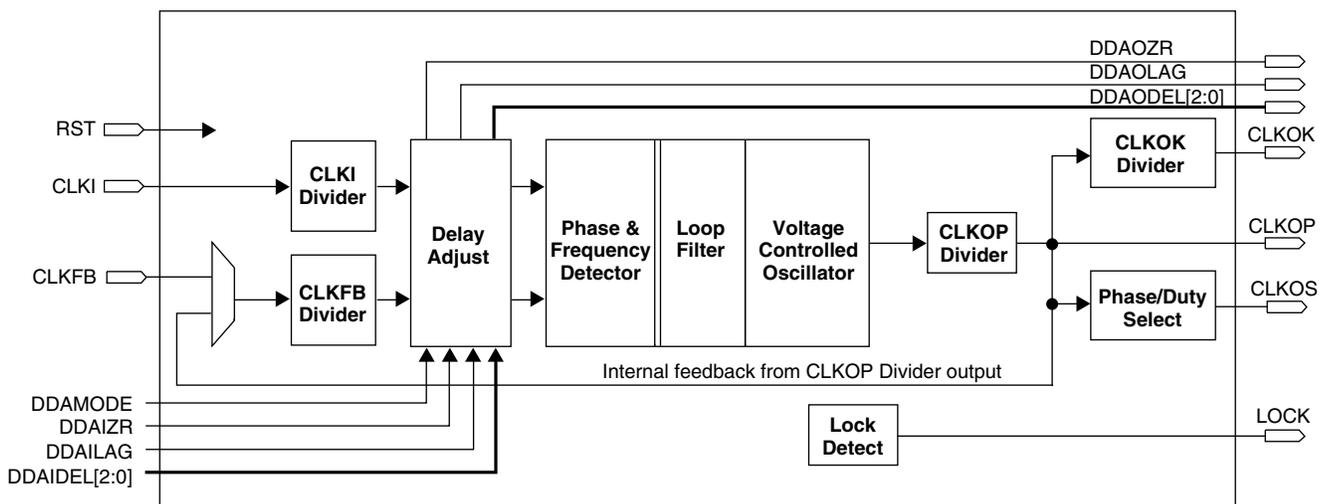 DDAOZR
DDAOLAG
DDAODEL[2:0]
RST
CLKOK
CLKOK
Divider
CLKI
CLKI
Divider
Delay
Adjust
Phase &
Frequency
Detector
Loop
Filter
Voltage
Controlled
Oscillator
CLKOP
Divider
CLKOP
CLKFB
CLKFB
Divider
Phase/Duty
Select
CLKOS
Internal feedback from CLKOP Divider output
DDAMODE
DDAIZR
DDAILAG
DDAIDEL[2:0]
Lock
Detect
LOCK